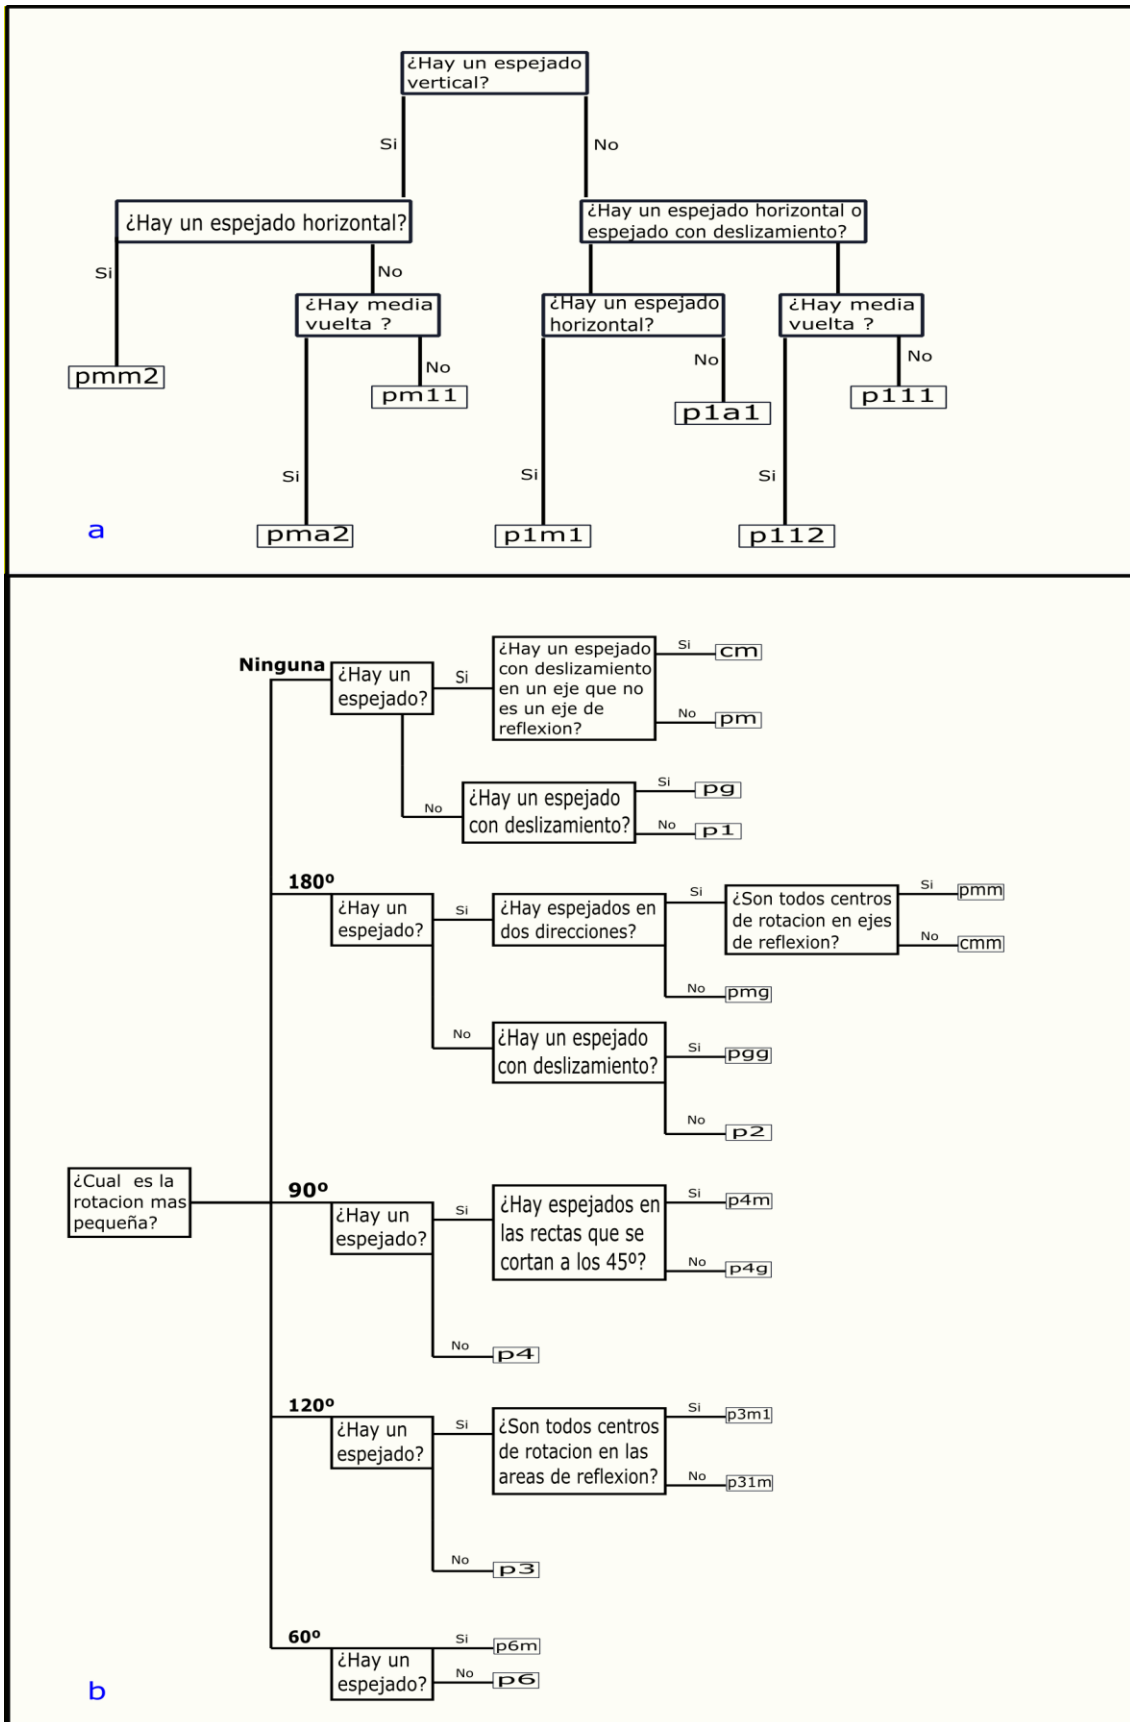 ¿Hay un espejado
vertical?
Si
No
¿Hay un espejado horizontal?
¿Hay un espejado horizontal o
espejado con deslizamiento?
Si
No
¿Hay media
vuelta ?
¿Hay un espejado
horizontal?
¿Hay media
vuelta ?
pmm2
No
pm11
No
p1a1
No
p111
Si
Si
Si
a
pma2
p1m1
p112
Ninguna
¿Hay un
espejado?
Si
¿Hay un espejado
con deslizamiento
en un eje que no
es un eje de
reflexion?
Si
cm
No
pm
No
¿Hay un espejado
con deslizamiento?
Si
pg
No
p1
180º
¿Hay un
espejado?
Si
¿Hay espejados en
dos direcciones?
Si
¿Son todos centros
de rotacion en ejes
de reflexion?
Si
pmm
No
cmm
No
pmg
No
¿Hay un espejado
con deslizamiento?
Si
pgg
No
p2
¿Cual  es la
rotacion mas
pequeña?
90º
¿Hay un
espejado?
Si
¿Hay espejados en
las rectas que se
cortan a los 45º?
Si
p4m
No
p4g
No
p4
120º
¿Hay un
espejado?
Si
¿Son todos centros
de rotacion en las
areas de reflexion?
Si
p3m1
No
p31m
No
p3
60º
¿Hay un
espejado?
Si
p6m
No
p6
b